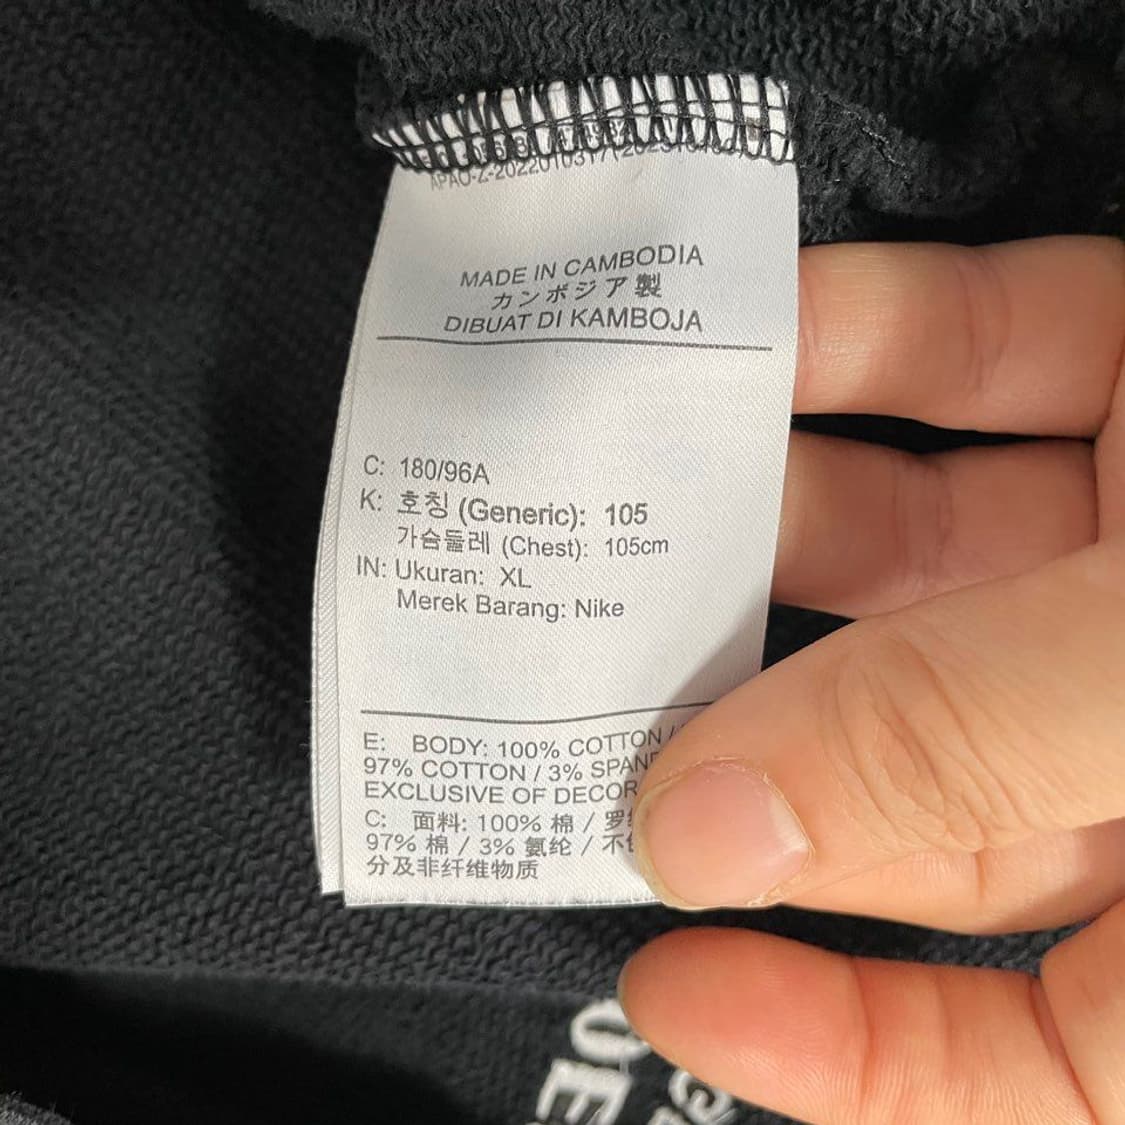 MADE IN CAMBODIA
カンボジア製
DIBUAT DI KAMBOJA
C: 180/96A
K: 호칭 (Generic): 105
가슴둘레 (Chest): 105cm
IN: Ukuran: XL
Merek Barang: Nike
E: BODY: 100% COTTON /
97% COTTON / 3%
EXCLUSIVE OF
C: 面料: 100% 棉 /
97% 棉 / 3% 氨纶 /
分及非纤维物质